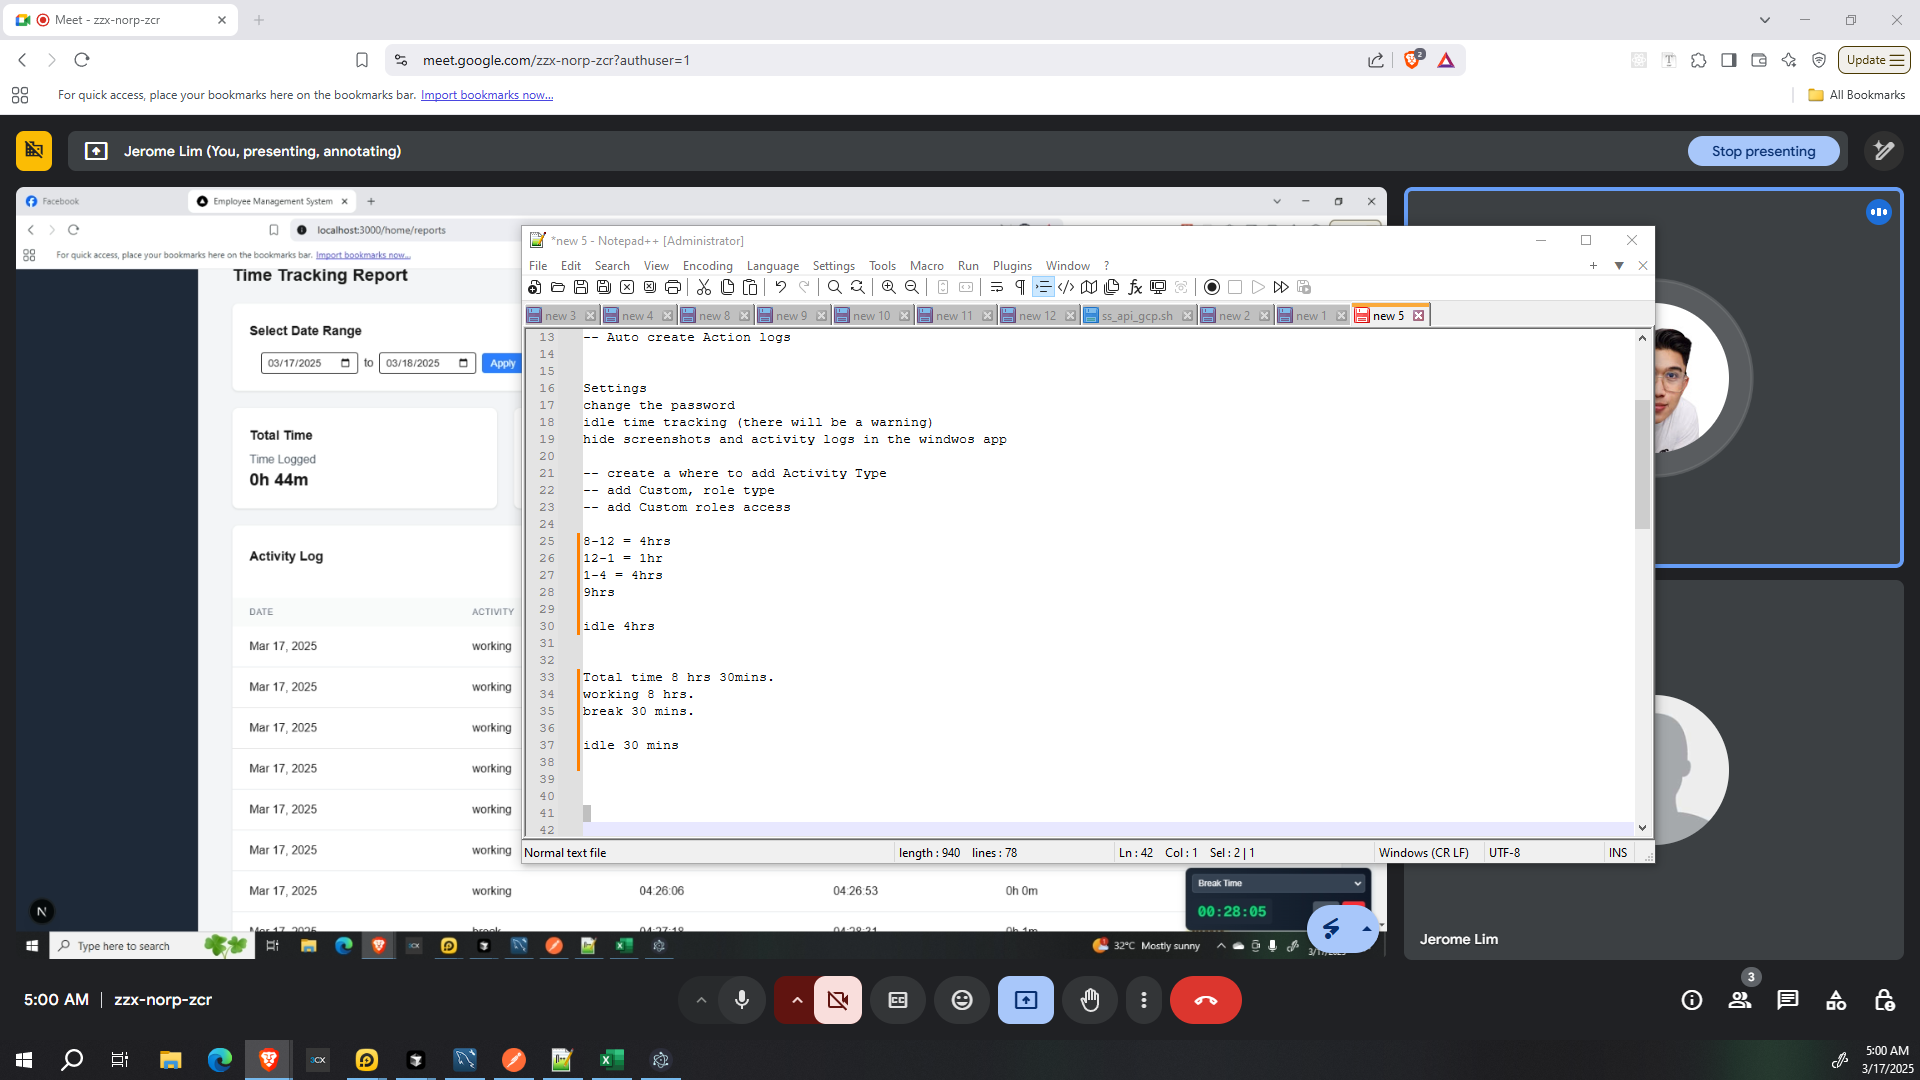 Meet - zzx-norp-zcr
meet.google.com/zzx-norp-zcr?authuser=1
2
Update
For quick access, place your bookmarks here on the bookmarks bar. Import bookmarks now...
All Bookmarks
Jerome Lim (You, presenting, annotating)
Stop presenting
Facebook
Employee Management System
localhost:3000/home/reports
For quick access, place your bookmarks here on the bookmarks bar. Import bookmarks now...
Time Tracking Report
Select Date Range
03/17/2025 to 03/18/2025 Apply
Total Time
Time Logged
0h 44m
Activity Log
DATE ACTIVITY
Mar 17, 2025 working
Mar 17, 2025 working
Mar 17, 2025 working
Mar 17, 2025 working
Mar 17, 2025 working
Mar 17, 2025 working
Mar 17, 2025 working 04:26:06 04:26:53 0h 0m
Mar 17, 2025 break 04:27:18 04:28:31 0h 1m
*new 5 - Notepad++ [Administrator]
File Edit Search View Encoding Language Settings Tools Macro Run Plugins Window ?
new 3 new 4 new 8 new 9 new 10 new 11 new 12 ss_api_gcp.sh new 2 new 1 new 5
13 -- Auto create Action logs
14
15
16 Settings
17 change the password
18 idle time tracking (there will be a warning)
19 hide screenshots and activity logs in the windwos app
20
21 -- create a where to add Activity Type
22 -- add Custom, role type
23 -- add Custom roles access
24
25 8-12 = 4hrs
26 12-1 = 1hr
27 1-4 = 4hrs
28 9hrs
29
30 idle 4hrs
31
32
33 Total time 8 hrs 30mins.
34 working 8 hrs.
35 break 30 mins.
36
37 idle 30 mins
38
39
40
41
42
Normal text file length : 940 lines : 78 Ln : 42 Col : 1 Sel : 2 | 1 Windows (CR LF) UTF-8 INS
Break Time
00:28:05
N
Type here to search
32°C Mostly sunny
Jerome Lim
5:00 AM | zzx-norp-zcr
3
5:00 AM
3/17/2025